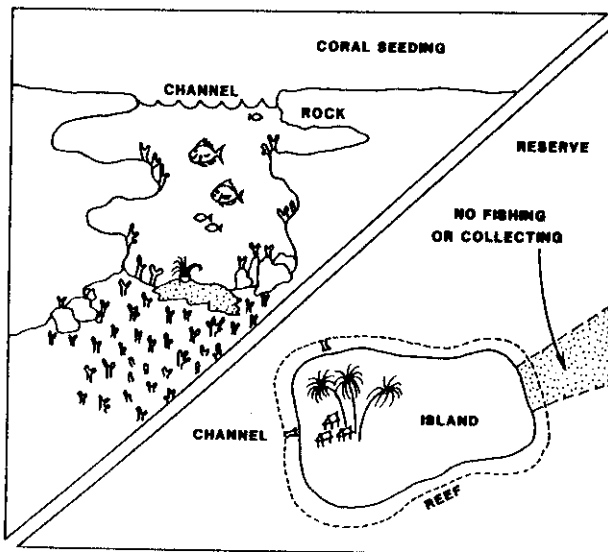 CORAL SEEDING
CHANNEL
ROCK
RESERVE
NO FISHING
OR COLLECTING
CHANNEL
ISLAND
REEF